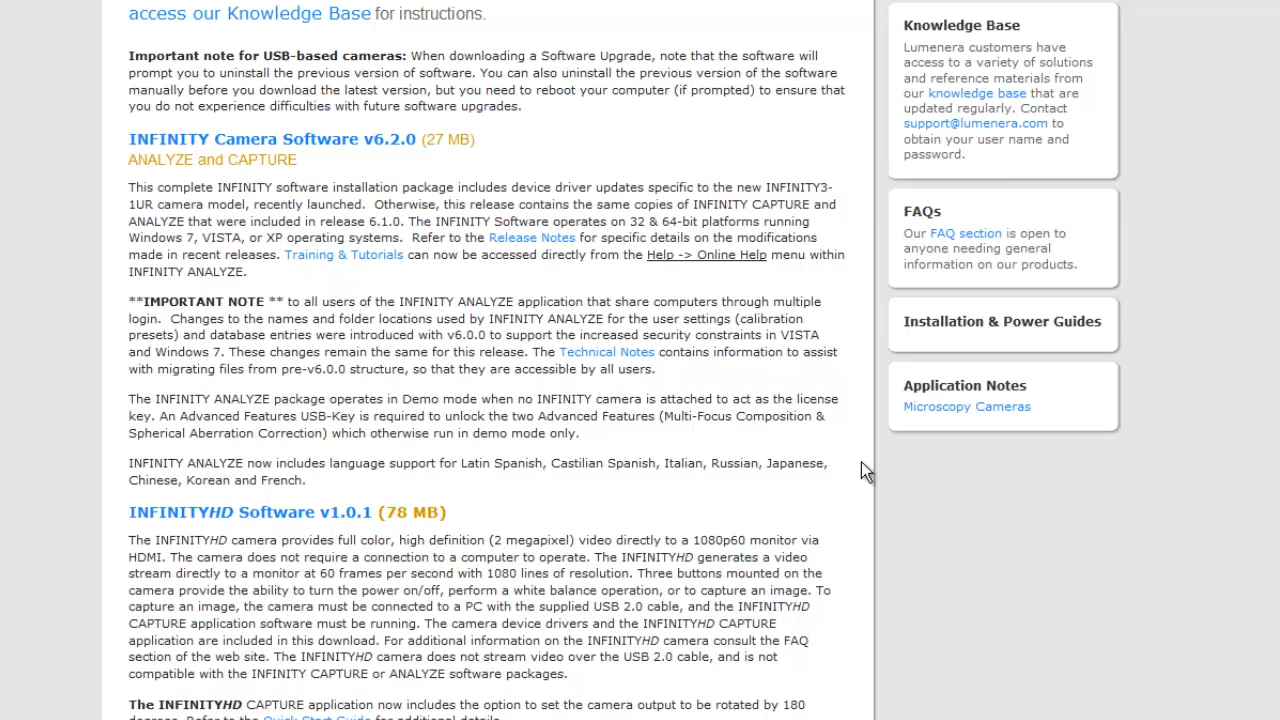 access our Knowledge Base for instructions.
Important note for USB-based cameras: When downloading a Software Upgrade, note that the software will
prompt you to uninstall the previous version of software. You can also uninstall the previous version of the software
manually before you download the latest version, but you need to reboot your computer (if prompted) to ensure that
you do not experience difficulties with future software upgrades.
INFINITY Camera Software v6.2.0 (27 MB)
ANALYZE and CAPTURE
This complete INFINITY software installation package includes device driver updates specific to the new INFINITY3-
1UR camera model, recently launched.  Otherwise, this release contains the same copies of INFINITY CAPTURE and
ANALYZE that were included in release 6.1.0. The INFINITY Software operates on 32 & 64-bit platforms running
Windows 7, VISTA, or XP operating systems.  Refer to the Release Notes for specific details on the modifications
made in recent releases. Training & Tutorials can now be accessed directly from the Help -> Online Help menu within
INFINITY ANALYZE.
**IMPORTANT NOTE ** to all users of the INFINITY ANALYZE application that share computers through multiple
login.  Changes to the names and folder locations used by INFINITY ANALYZE for the user settings (calibration
presets) and database entries were introduced with v6.0.0 to support the increased security constraints in VISTA
and Windows 7. These changes remain the same for this release. The Technical Notes contains information to assist
with migrating files from pre-v6.0.0 structure, so that they are accessible by all users.
The INFINITY ANALYZE package operates in Demo mode when no INFINITY camera is attached to act as the license
key. An Advanced Features USB-Key is required to unlock the two Advanced Features (Multi-Focus Composition &
Spherical Aberration Correction) which otherwise run in demo mode only.
INFINITY ANALYZE now includes language support for Latin Spanish, Castilian Spanish, Italian, Russian, Japanese,
Chinese, Korean and French.
INFINITYHD Software v1.0.1 (78 MB)
The INFINITYHD camera provides full color, high definition (2 megapixel) video directly to a 1080p60 monitor via
HDMI. The camera does not require a connection to a computer to operate. The INFINITYHD generates a video
stream directly to a monitor at 60 frames per second with 1080 lines of resolution. Three buttons mounted on the
camera provide the ability to turn the power on/off, perform a white balance operation, or to capture an image. To
capture an image, the camera must be connected to a PC with the supplied USB 2.0 cable, and the INFINITYHD
CAPTURE application software must be running. The camera device drivers and the INFINITYHD CAPTURE
application are included in this download. For additional information on the INFINITYHD camera consult the FAQ
section of the web site. The INFINITYHD camera does not stream video over the USB 2.0 cable, and is not
compatible with the INFINITY CAPTURE or ANALYZE software packages.
The INFINITYHD CAPTURE application now includes the option to set the camera output to be rotated by 180
degrees. Refer to the Quick Start Guide for additional details.
Knowledge Base
Lumenera customers have
access to a variety of solutions
and reference materials from
our knowledge base that are
updated regularly. Contact
support@lumenera.com to
obtain your user name and
password.
FAQs
Our FAQ section is open to
anyone needing general
information on our products.
Installation & Power Guides
Application Notes
Microscopy Cameras